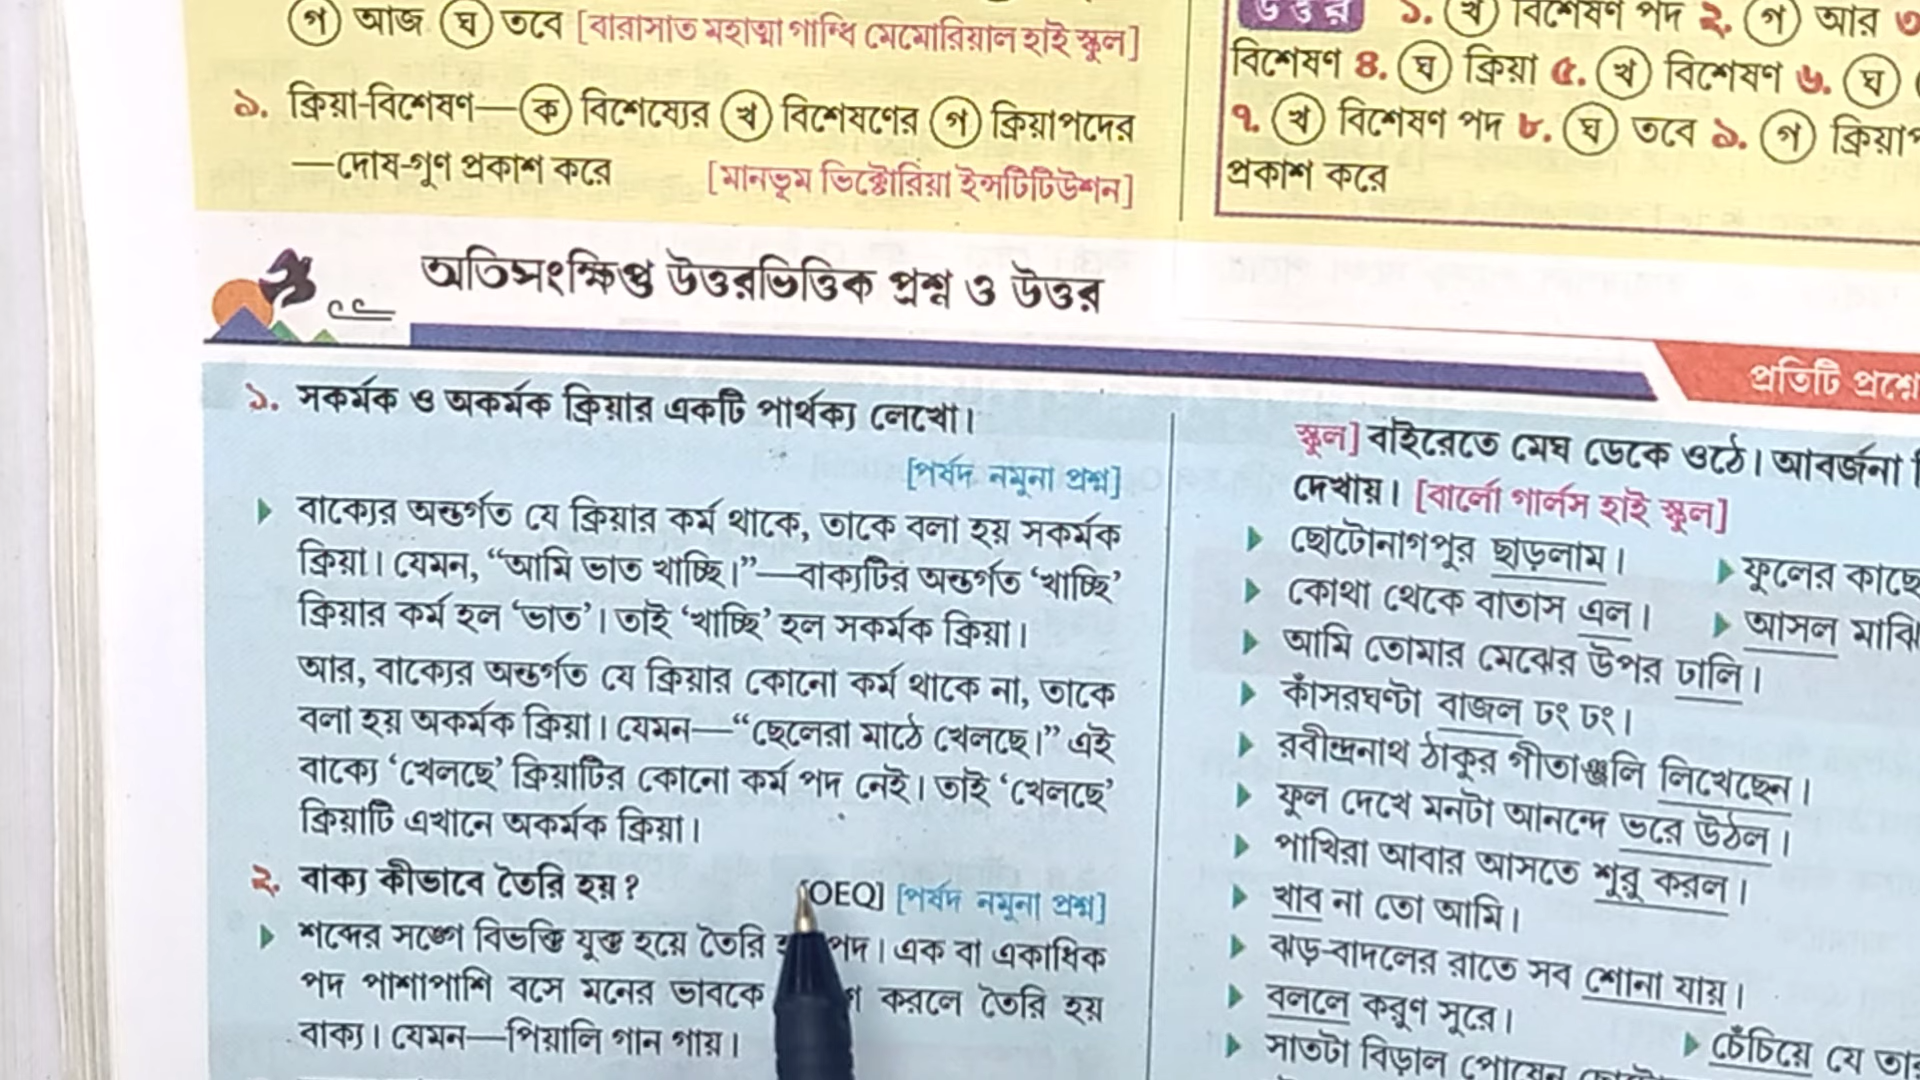 গ আজ ঘ তবে [বারাসাত মহাত্মা গান্ধি মেমোরিয়াল হাই স্কুল]
৯. ক্রিয়া-বিশেষণ—ক বিশেষ্যের খ বিশেষণের গ ক্রিয়াপদের
—দোষ-গুণ প্রকাশ করে [মানভূম ভিক্টোরিয়া ইন্সটিটিউশন]
উত্তর ১. খ বিশেষণ পদ ২. গ আর ৩
বিশেষণ ৪. ঘ ক্রিয়া ৫. খ বিশেষণ ৬. ঘ
৭. খ বিশেষণ পদ ৮. ঘ তবে ৯. গ
প্রকাশ করে
অতিসংক্ষিপ্ত উত্তরভিত্তিক প্রশ্ন ও উত্তর
প্রতিটি
১. সকর্মক ও অকর্মক ক্রিয়ার একটি পার্থক্য লেখো।
[পর্ষদ নমুনা প্রশ্ন]
বাক্যের অন্তর্গত যে ক্রিয়ার কর্ম থাকে, তাকে বলা হয় সকর্মক
ক্রিয়া। যেমন, “আমি ভাত খাচ্ছি।”—বাক্যটির অন্তর্গত ‘খাচ্ছি’
ক্রিয়ার কর্ম হল ‘ভাত’। তাই ‘খাচ্ছি’ হল সকর্মক ক্রিয়া।
আর, বাক্যের অন্তর্গত যে ক্রিয়ার কোনো কর্ম থাকে না, তাকে
বলা হয় অকর্মক ক্রিয়া। যেমন—“ছেলেরা মাঠে খেলছে।” এই
বাক্যে ‘খেলছে’ ক্রিয়াটির কোনো কর্ম পদ নেই। তাই ‘খেলছে’
ক্রিয়াটি এখানে অকর্মক ক্রিয়া।
২. বাক্য কীভাবে তৈরি হয়? [OEQ] [পর্ষদ নমুনা প্রশ্ন]
শব্দের সঙ্গে বিভক্তি যুক্ত হয়ে তৈরি পদ। এক বা একাধিক
পদ পাশাপাশি বসে মনের ভাবকে করলে তৈরি হয়
বাক্য। যেমন—পিয়ালি গান গায়।
স্কুল] বাইরেতে মেঘ ডেকে ওঠে। আবর্জনা
দেখায়। [বার্লো গার্লস হাই স্কুল]
ছোটোনাগপুর ছাড়লাম। ফুলের কাছে
কোথা থেকে বাতাস এল। আসল
আমি তোমার মেঝের উপর ঢালি।
কাঁসরঘণ্টা বাজল ঢং ঢং।
রবীন্দ্রনাথ ঠাকুর গীতাঞ্জলি লিখেছেন।
ফুল দেখে মনটা আনন্দে ভরে উঠল।
পাখিরা আবার আসতে শুরু করল।
খাব না তো আমি।
ঝড়-বাদলের রাতে সব শোনা যায়।
বললে করুণ সুরে। চেঁচিয়ে যে
সাতটা বিড়াল পোষেন